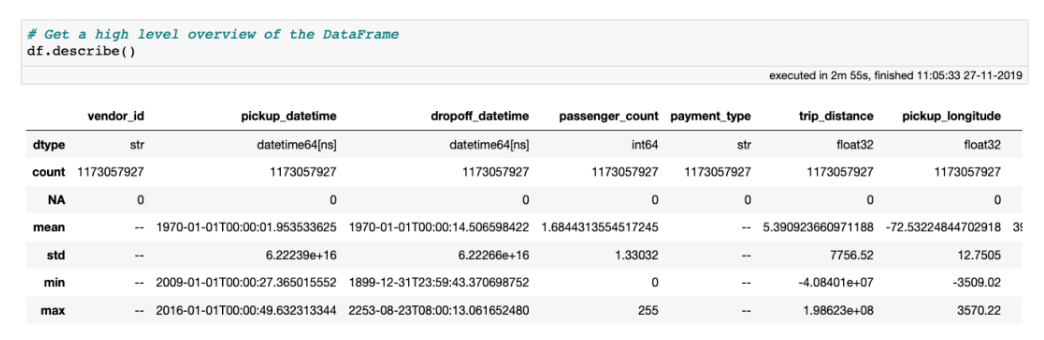 # Get a high level overview of the DataFrame
df.describe()
executed in 2m 55s, finished 11:05:33 27-11-2019
vendor_id pickup_datetime dropoff_datetime passenger_count payment_type trip_distance pickup_longitude
dtype str datetime64[ns] datetime64[ns] int64 str float32 float32
count 1173057927 1173057927 1173057927 1173057927 1173057927 1173057927 1173057927
NA 0 0 0 0 0 0 0
mean -- 1970-01-01T00:00:01.953533625 1970-01-01T00:00:14.506598422 1.6844313554517245 -- 5.390923660971188 -72.53224844702918 39
std -- 6.22239e+16 6.22266e+16 1.33032 -- 7756.52 12.7505
min -- 2009-01-01T00:00:27.365015552 1899-12-31T23:59:43.370698752 0 -- -4.08401e+07 -3509.02
max -- 2016-01-01T00:00:49.632313344 2253-08-23T08:00:13.061652480 255 -- 1.98623e+08 3570.22